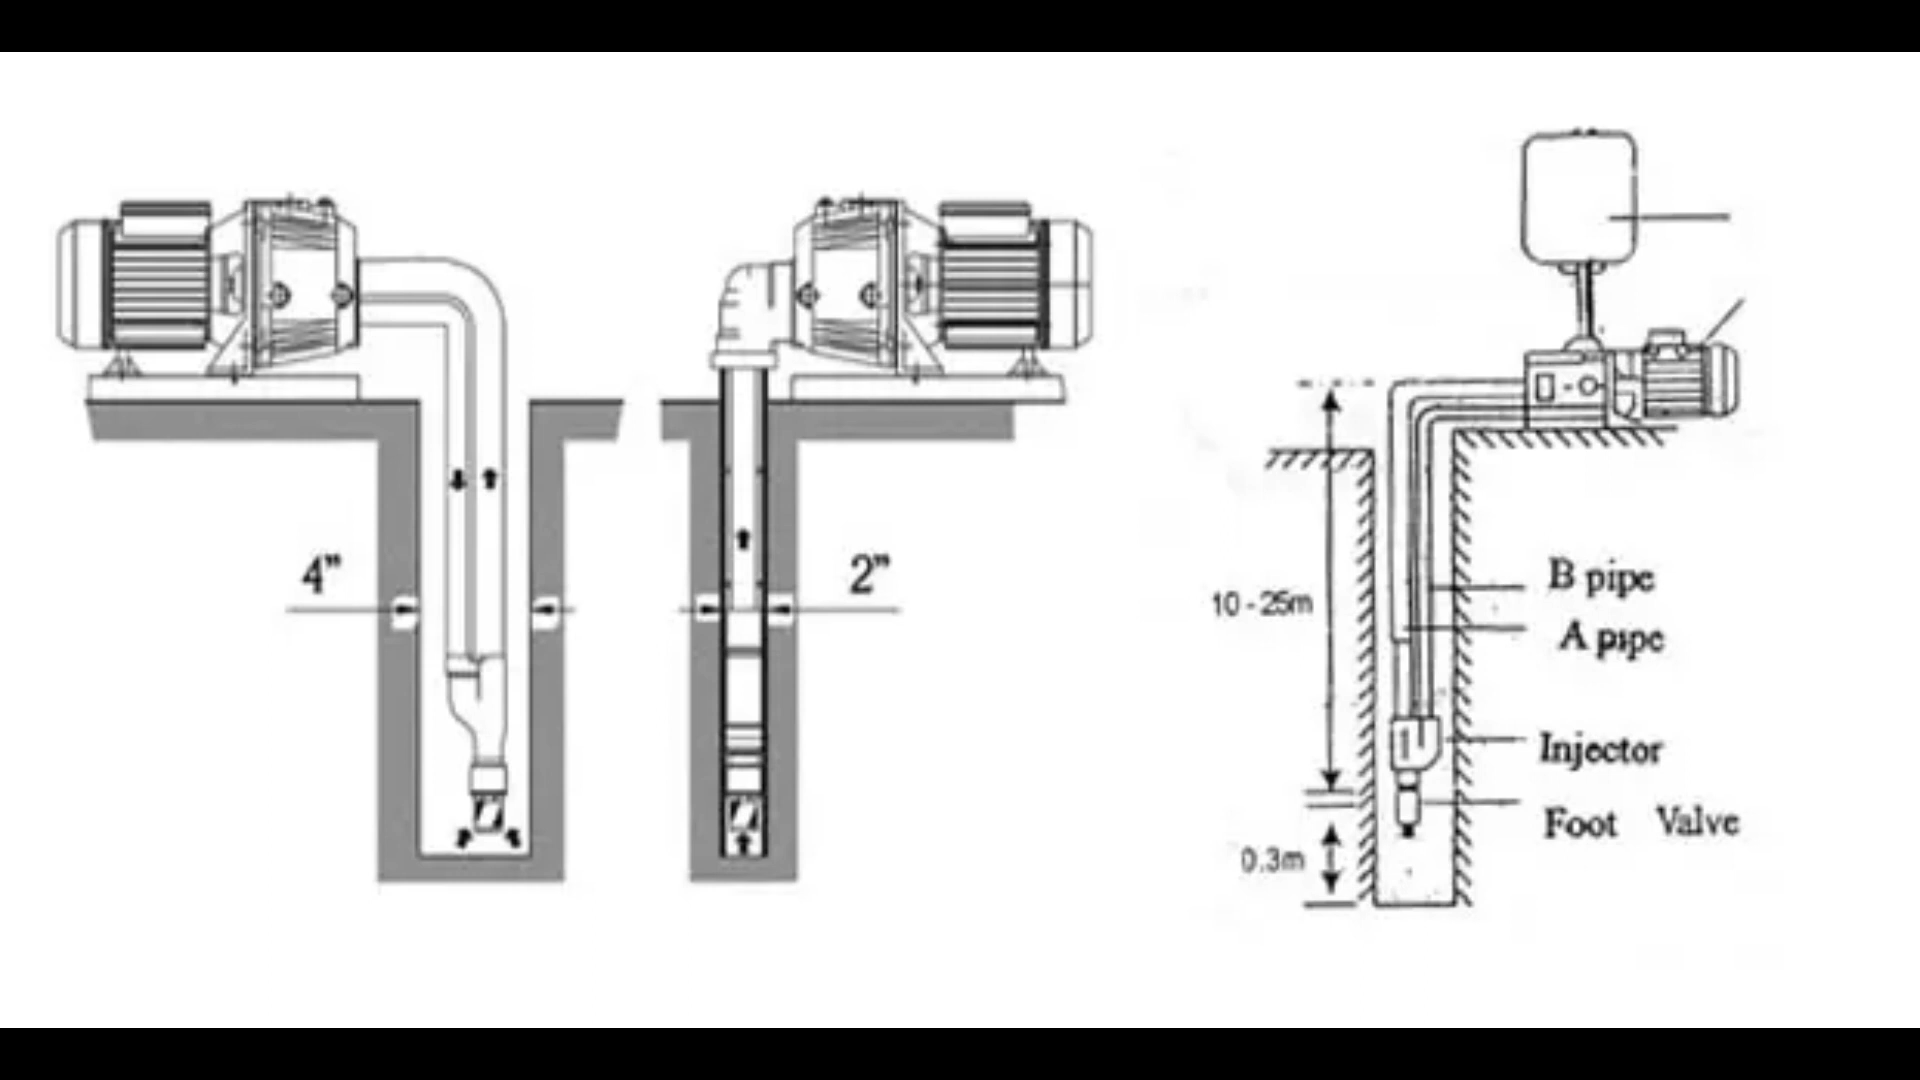 4”
2”
10 - 25m
B pipe
A pipe
Injector
Foot Valve
0.3m